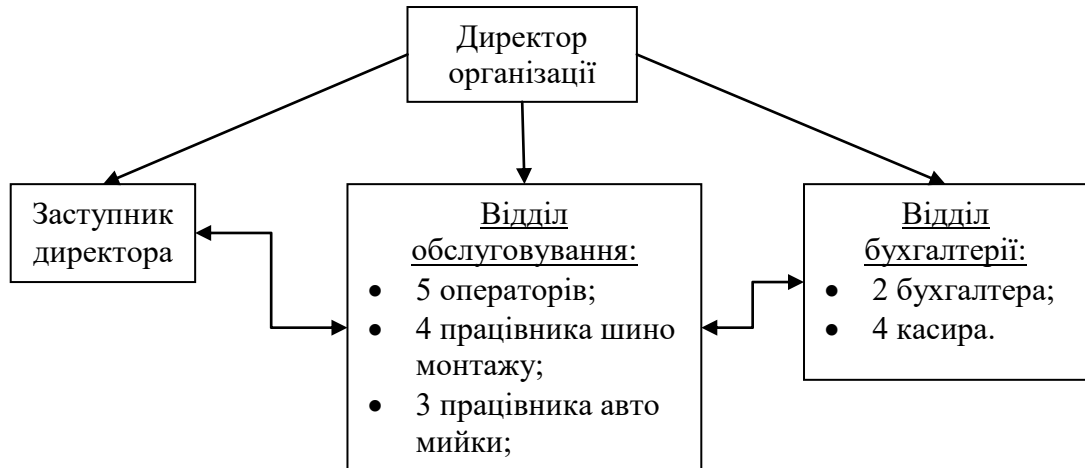 Директор
організації
Заступник
директора
Відділ
обслуговування:
• 5 операторів;
• 4 працівника шино
монтажу;
• 3 працівника авто
мийки;
Відділ
бухгалтерії:
• 2 бухгалтера;
• 4 касира.